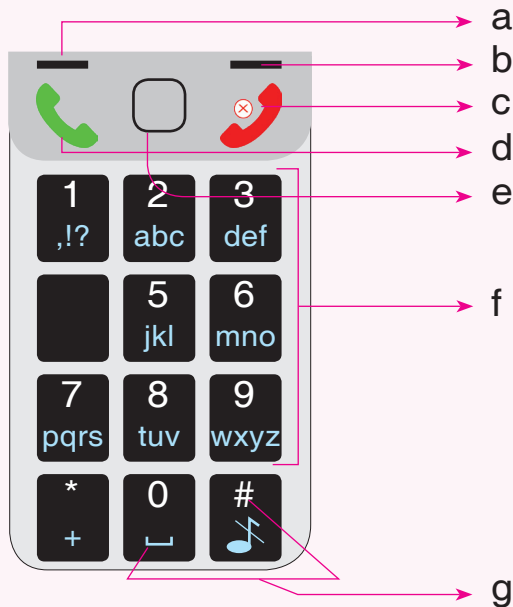 a
b
c
d
e
1 2 3
,!? abc def
f
5 6
jkl mno
7 8 9
pqrs tuv wxyz
* 0 #
+
g